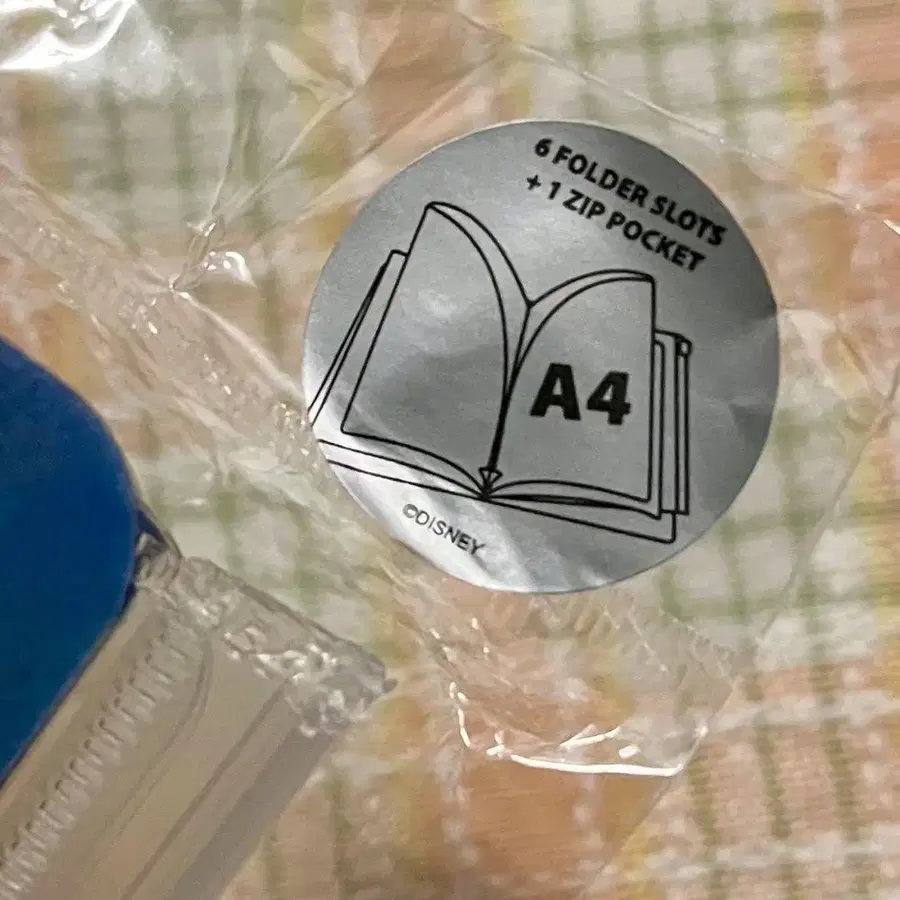 6 FOLDER SLOTS
+ 1 ZIP POCKET
A4
©DISNEY